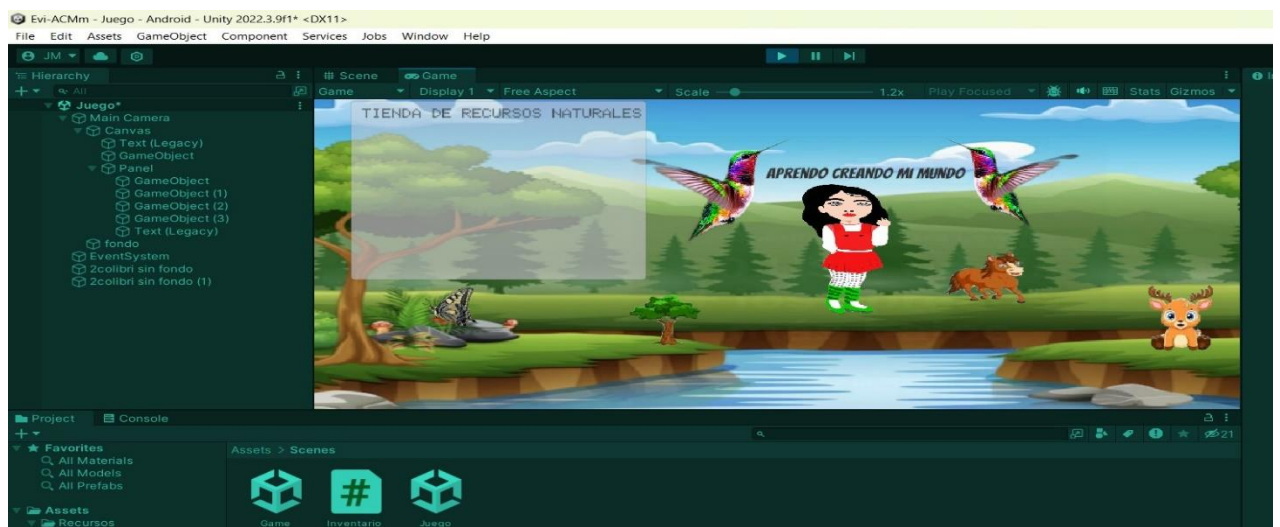 Evi-ACMm - Juego - Android - Unity 2022.3.9f1* <DX11>
File Edit Assets GameObject Component Services Jobs Window Help
JM
Hierarchy
Scene
Game
All
Game
Display 1
Free Aspect
Scale
1.2x
Play Focused
Stats
Gizmos
Juego*
Main Camera
Canvas
Text (Legacy)
GameObject
Panel
GameObject
GameObject (1)
GameObject (2)
GameObject (3)
Text (Legacy)
fondo
EventSystem
2colibri sin fondo
2colibri sin fondo (1)
TIENDA DE RECURSOS NATURALES
APRENDO CREANDO MI MUNDO
Project
Console
21
Favorites
All Materials
All Models
All Prefabs
Assets
Recursos
Assets > Scenes
#
Game
Inventario
Juego